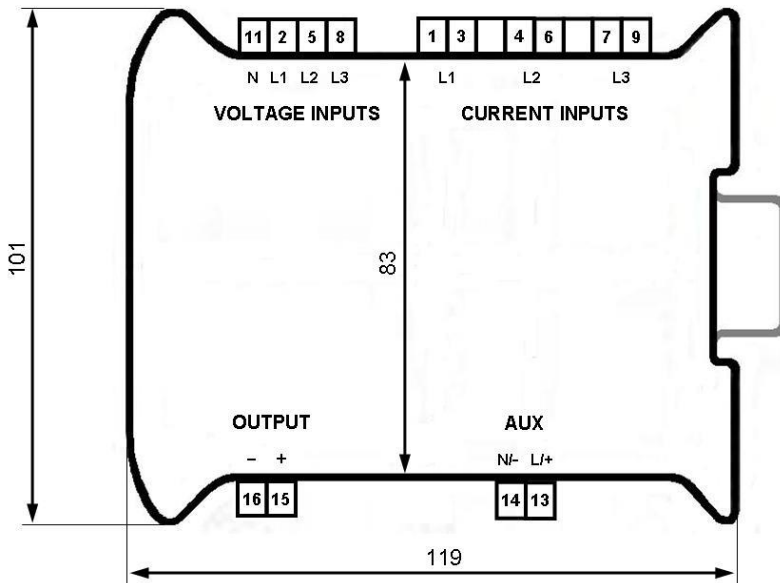 11 2 5 8 1 3 4 6 7 9
N L1 L2 L3 L1 L2 L3
VOLTAGE INPUTS CURRENT INPUTS
101
83
OUTPUT AUX
– + N/- L/+
16 15 14 13
119